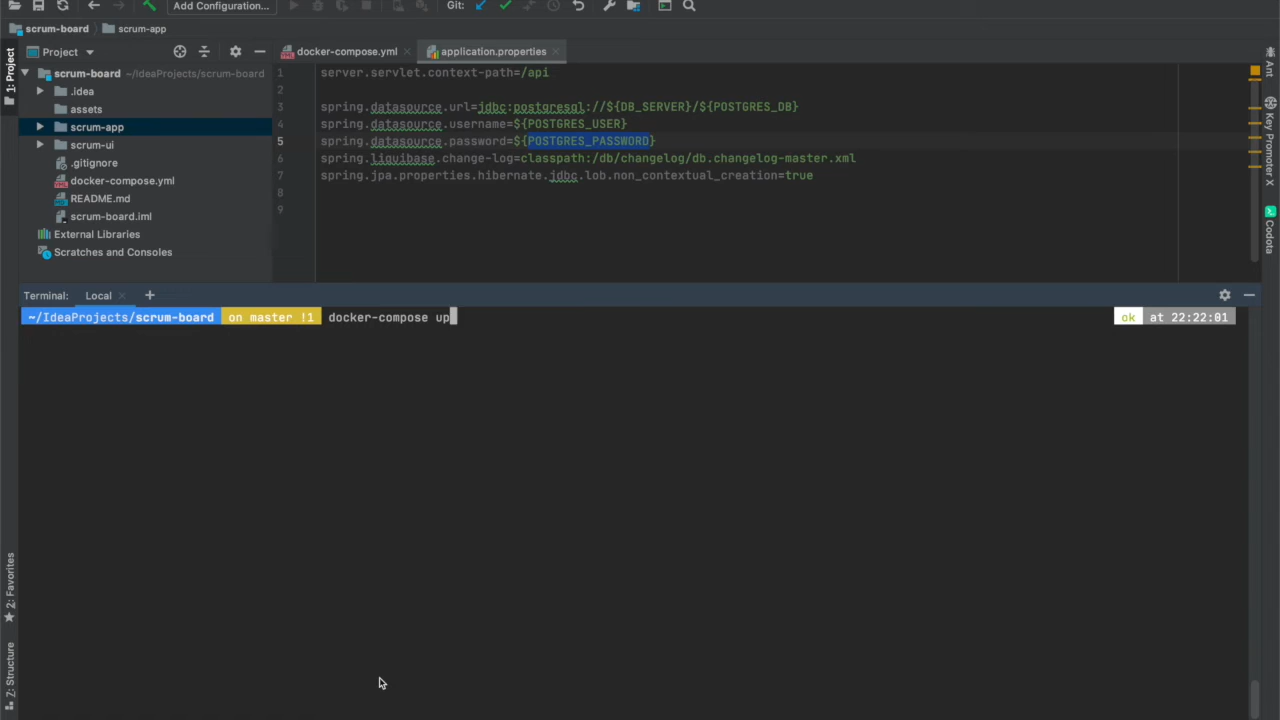 Add Configuration...
Git:
scrum-board
scrum-app
1: Project
Project
docker-compose.yml
application.properties
scrum-board ~/IdeaProjects/scrum-board
.idea
assets
scrum-app
scrum-ui
.gitignore
docker-compose.yml
README.md
scrum-board.iml
External Libraries
Scratches and Consoles
1 server.servlet.context-path=/api
2
3 spring.datasource.url=jdbc:postgresql://${DB_SERVER}/${POSTGRES_DB}
4 spring.datasource.username=${POSTGRES_USER}
5 spring.datasource.password=${POSTGRES_PASSWORD}
6 spring.liquibase.change-log=classpath:/db/changelog/db.changelog-master.xml
7 spring.jpa.properties.hibernate.jdbc.lob.non_contextual_creation=true
8
9
Ant
Key Promoter X
Codota
Terminal:
Local
~/IdeaProjects/scrum-board on master !1 docker-compose up
ok at 22:22:01
2: Favorites
Z: Structure